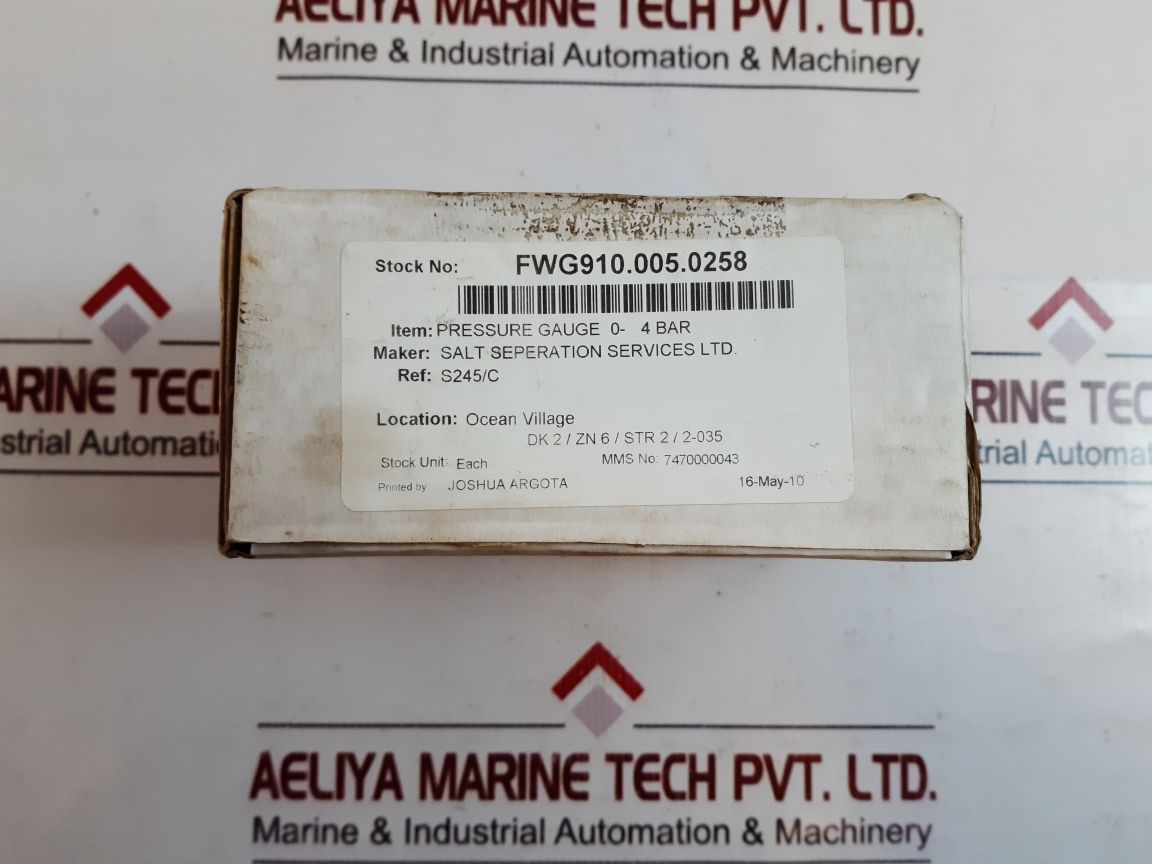 AELIYA MARINE TECH PVT. LTD.
Marine & Industrial Automation & Machinery
Stock No: FWG910.005.0258
Item: PRESSURE GAUGE 0- 4 BAR
Maker: SALT SEPERATION SERVICES LTD.
Ref: S245/C
Location: Ocean Village
DK 2 / ZN 6 / STR 2 / 2-035
Stock Unit: Each MMS No: 7470000043
Printed by JOSHUA ARGOTA 16-May-10
ARINE TECH
strial Automati
RINE TEC
trial Automa
AELIYA MARINE TECH PVT. LTD.
Marine & Industrial Automation & Machinery